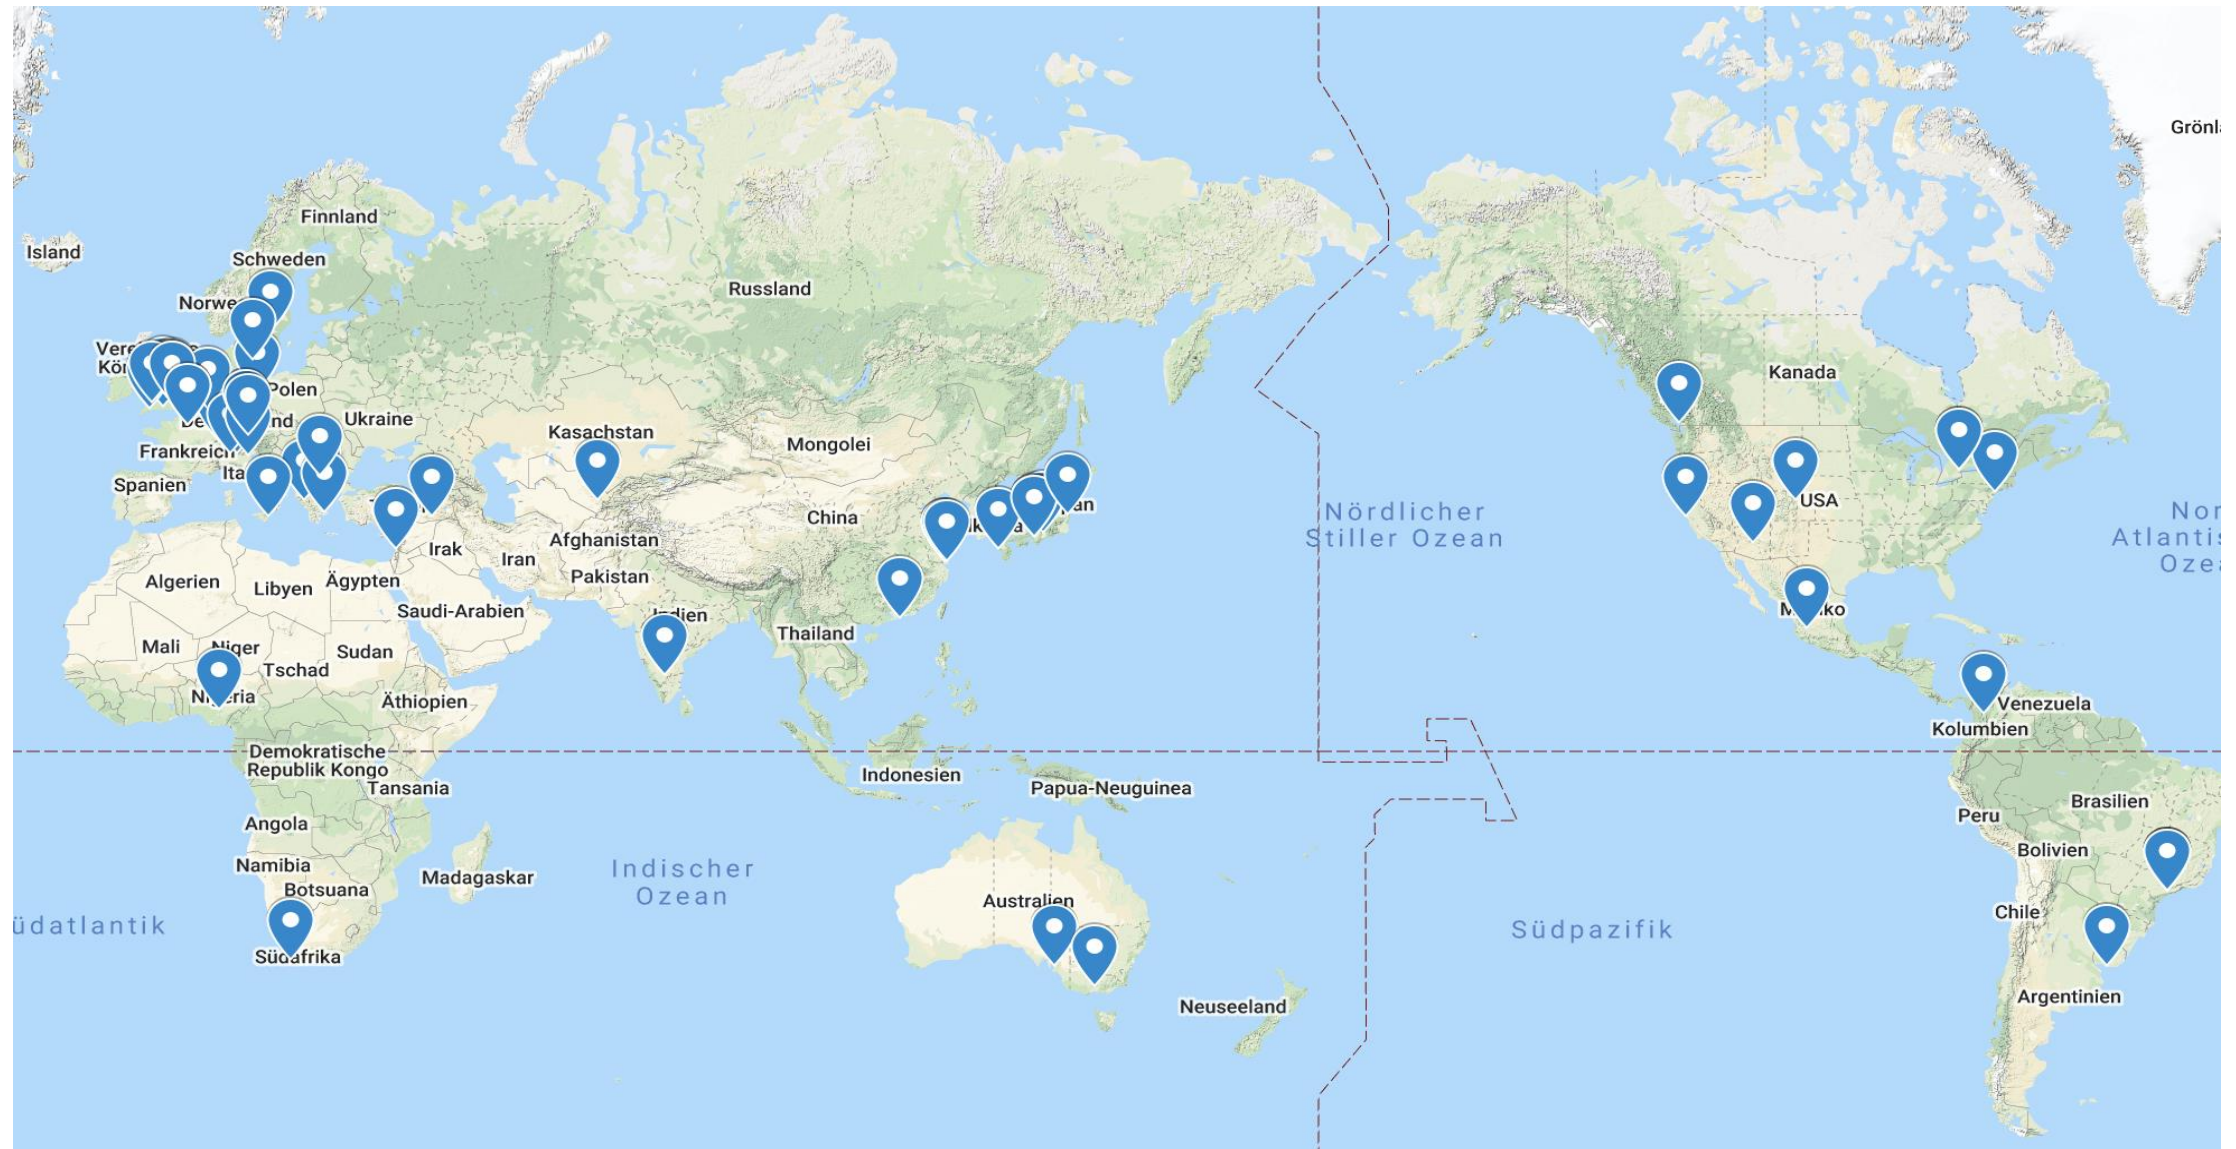 Grönl
Finnland
Island
Schweden
Russland
Norwe
Kanada
Polen
Ukraine
Kasachstan
Mongolei
Frankreich
Ita
Spanien
USA
Nördlicher
Stiller Ozean
China
Nor
Atlantis
Oze
Afghanistan
Irak
Iran
Pakistan
Algerien
Libyen
Ägypten
Saudi-Arabien
Indien
Thailand
Mali
Niger
Sudan
Tschad
Nigeria
Äthiopien
Venezuela
Kolumbien
Demokratische
Republik Kongo
Tansania
Indonesien
Papua-Neuguinea
Brasilien
Peru
Angola
Bolivien
Namibia
Botsuana
Madagaskar
Indischer
Ozean
Australien
Chile
üdatlantik
Südpazifik
Südafrika
Argentinien
Neuseeland